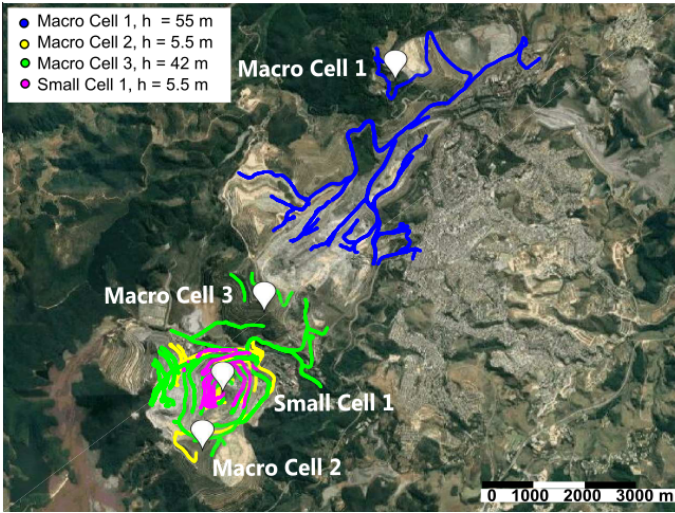 Macro Cell 1, h = 55 m
Macro Cell 2, h = 5.5 m
Macro Cell 3, h = 42 m
Small Cell 1, h = 5.5 m
Macro Cell 1
Macro Cell 3
Small Cell 1
Macro Cell 2
0 1000 2000 3000 m